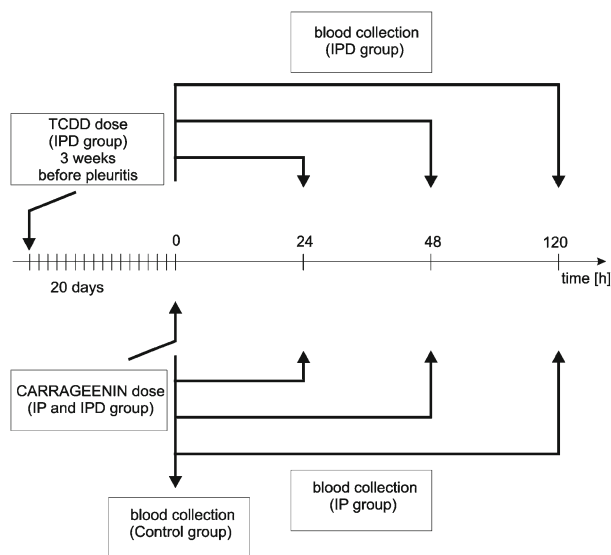 blood collection
(IPD group)
TCDD dose
(IPD group)
3 weeks
before pleuritis
0
24
48
120
time [h]
20 days
CARRAGEENIN dose
(IP and IPD group)
blood collection
(IP group)
blood collection
(Control group)